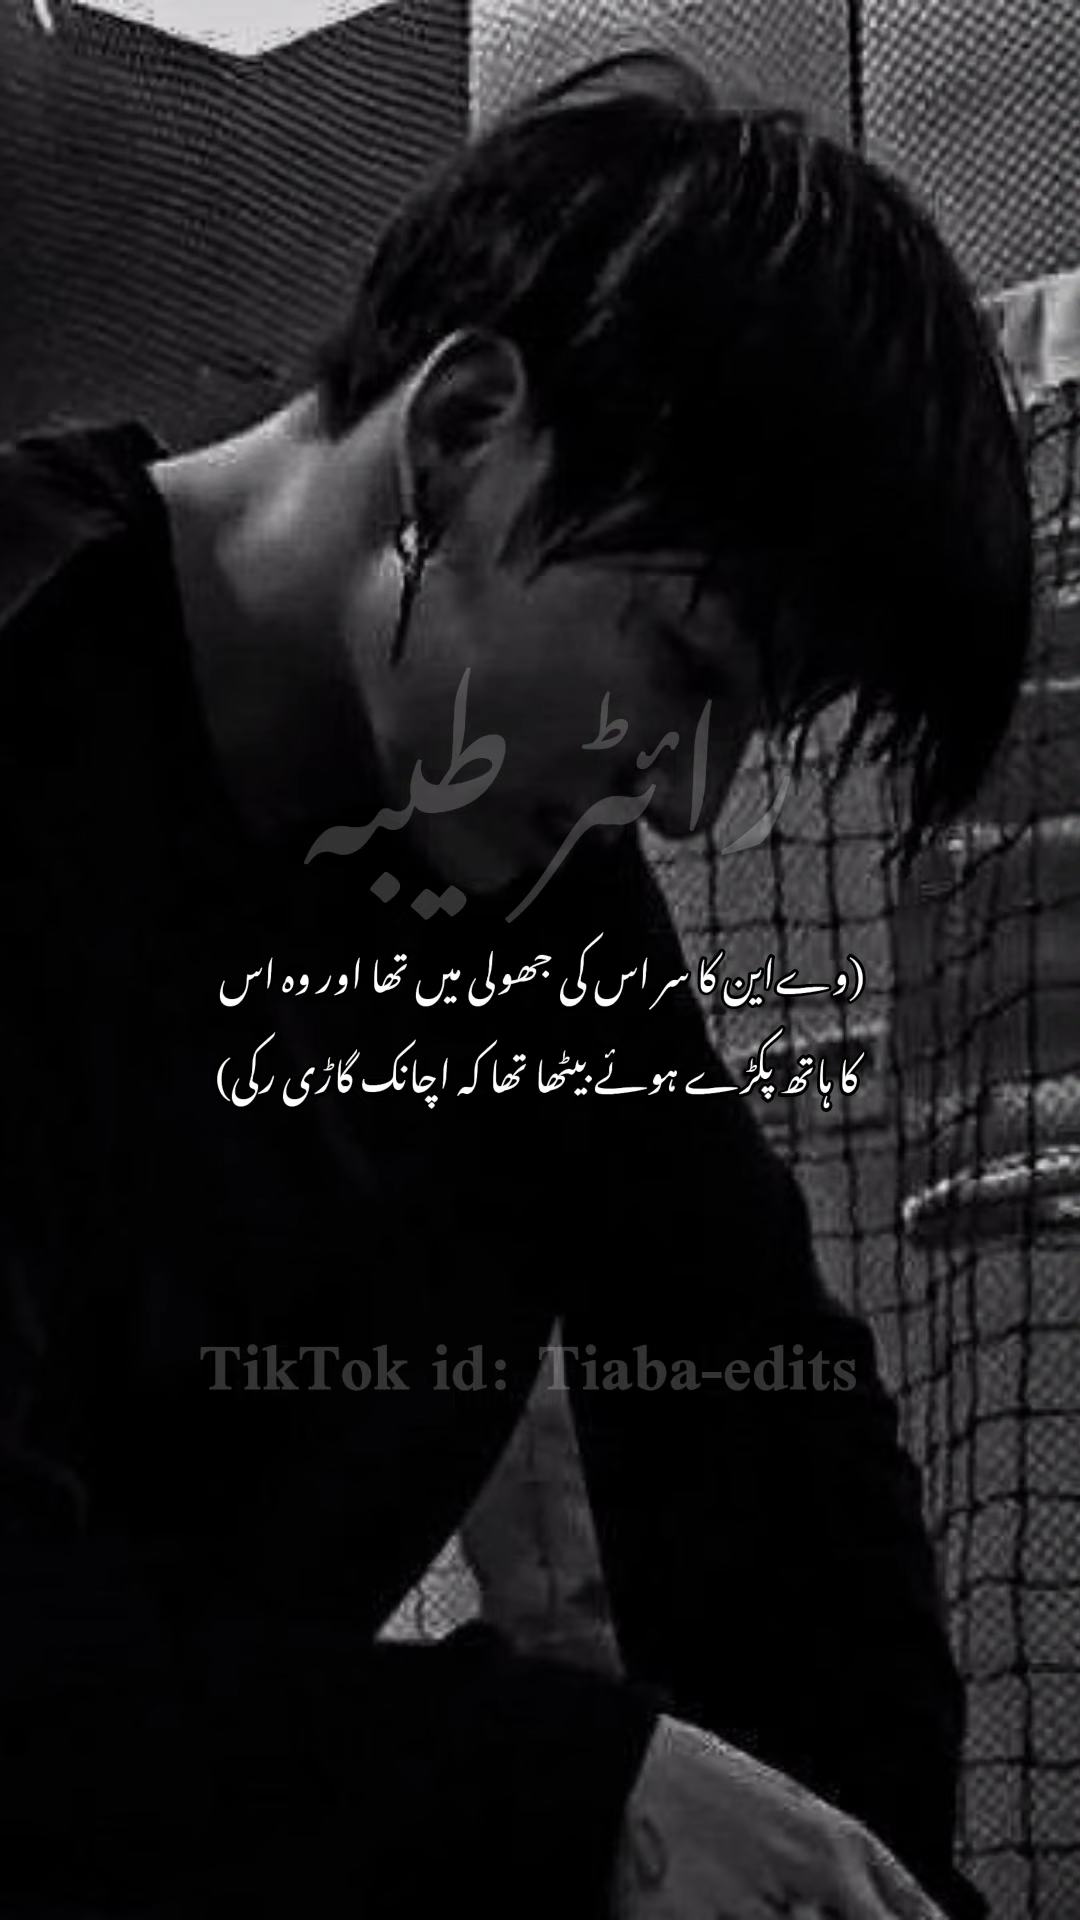 رائٹر طیبہ
(وے این کا سر اس کی جھولی میں تھا اور وہ اس
کا ہاتھ پکڑے ہوئے بیٹھا تھا کہ اچانک گاڑی رکی)
TikTok id: Tiaba-edits